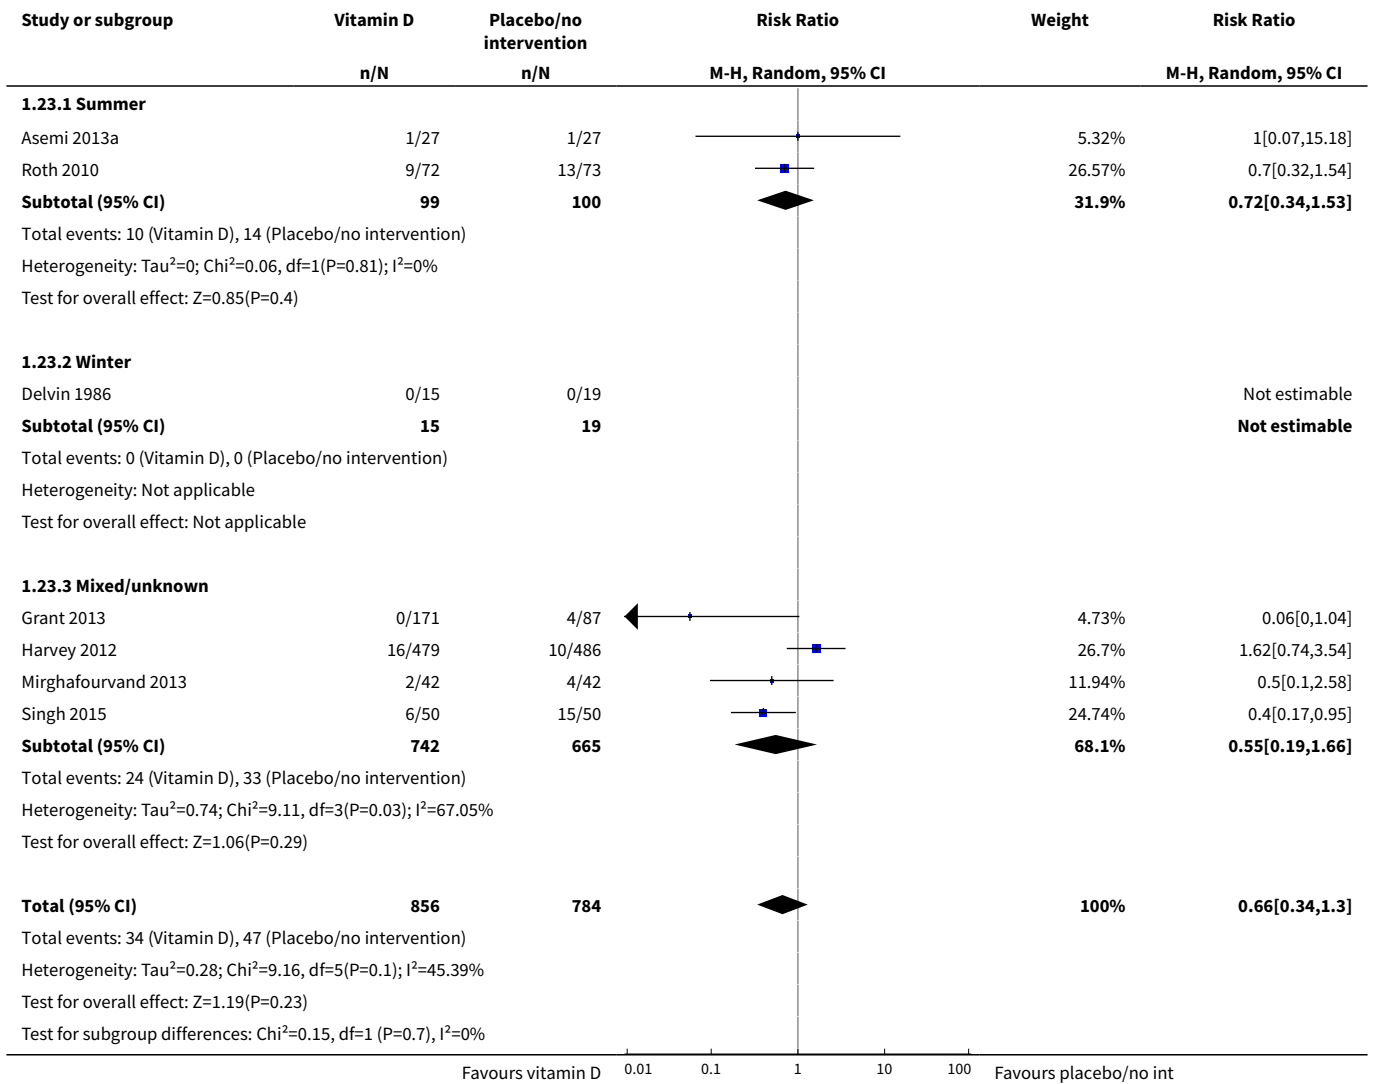 Study or subgroup Vitamin D Placebo/no intervention Risk Ratio Weight Risk Ratio
n/N n/N M-H, Random, 95% CI M-H, Random, 95% CI
1.23.1 Summer
Asemi 2013a 1/27 1/27 5.32% 1[0.07,15.18]
Roth 2010 9/72 13/73 26.57% 0.7[0.32,1.54]
Subtotal (95% CI) 99 100 31.9% 0.72[0.34,1.53]
Total events: 10 (Vitamin D), 14 (Placebo/no intervention)
Heterogeneity: Tau²=0; Chi²=0.06, df=1(P=0.81); I²=0%
Test for overall effect: Z=0.85(P=0.4)
1.23.2 Winter
Delvin 1986 0/15 0/19 Not estimable
Subtotal (95% CI) 15 19 Not estimable
Total events: 0 (Vitamin D), 0 (Placebo/no intervention)
Heterogeneity: Not applicable
Test for overall effect: Not applicable
1.23.3 Mixed/unknown
Grant 2013 0/171 4/87 4.73% 0.06[0,1.04]
Harvey 2012 16/479 10/486 26.7% 1.62[0.74,3.54]
Mirghafourvand 2013 2/42 4/42 11.94% 0.5[0.1,2.58]
Singh 2015 6/50 15/50 24.74% 0.4[0.17,0.95]
Subtotal (95% CI) 742 665 68.1% 0.55[0.19,1.66]
Total events: 24 (Vitamin D), 33 (Placebo/no intervention)
Heterogeneity: Tau²=0.74; Chi²=9.11, df=3(P=0.03); I²=67.05%
Test for overall effect: Z=1.06(P=0.29)
Total (95% CI) 856 784 100% 0.66[0.34,1.3]
Total events: 34 (Vitamin D), 47 (Placebo/no intervention)
Heterogeneity: Tau²=0.28; Chi²=9.16, df=5(P=0.1); I²=45.39%
Test for overall effect: Z=1.19(P=0.23)
Test for subgroup differences: Chi²=0.15, df=1 (P=0.7), I²=0%
Favours vitamin D 0.01 0.1 1 10 100 Favours placebo/no int